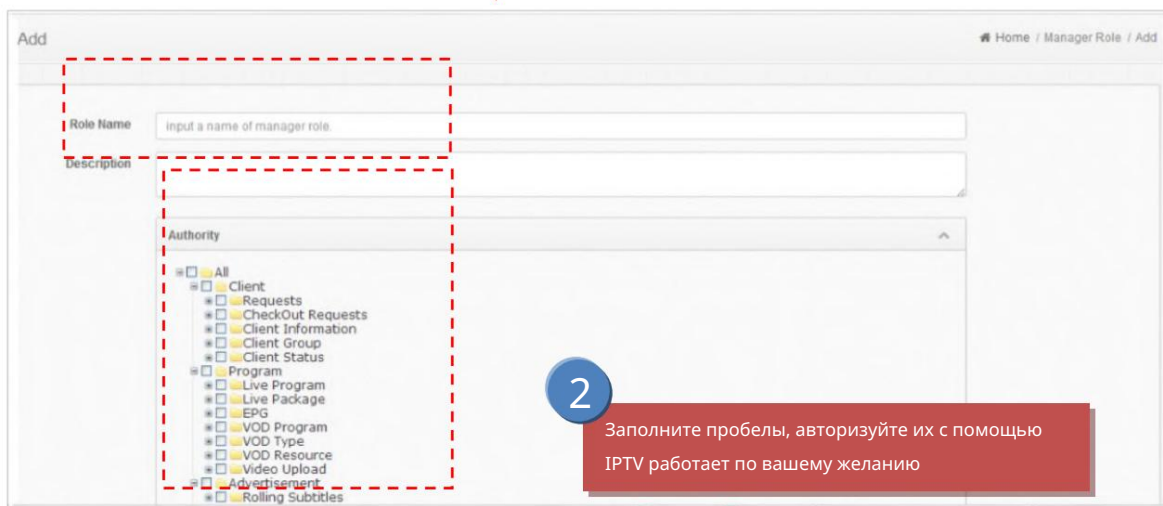 Add
Home / Manager Role / Add
Role Name
input a name of manager role.
Description
Authority
All
Client
Requests
CheckOut Requests
Client Information
Client Group
Client Status
Program
Live Program
Live Package
EPG
VOD Program
VOD Type
VOD Resource
Video Upload
Advertisement
Rolling Subtitles
2
Заполните пробелы, авторизуйте их с помощью
IPTV работает по вашему желанию